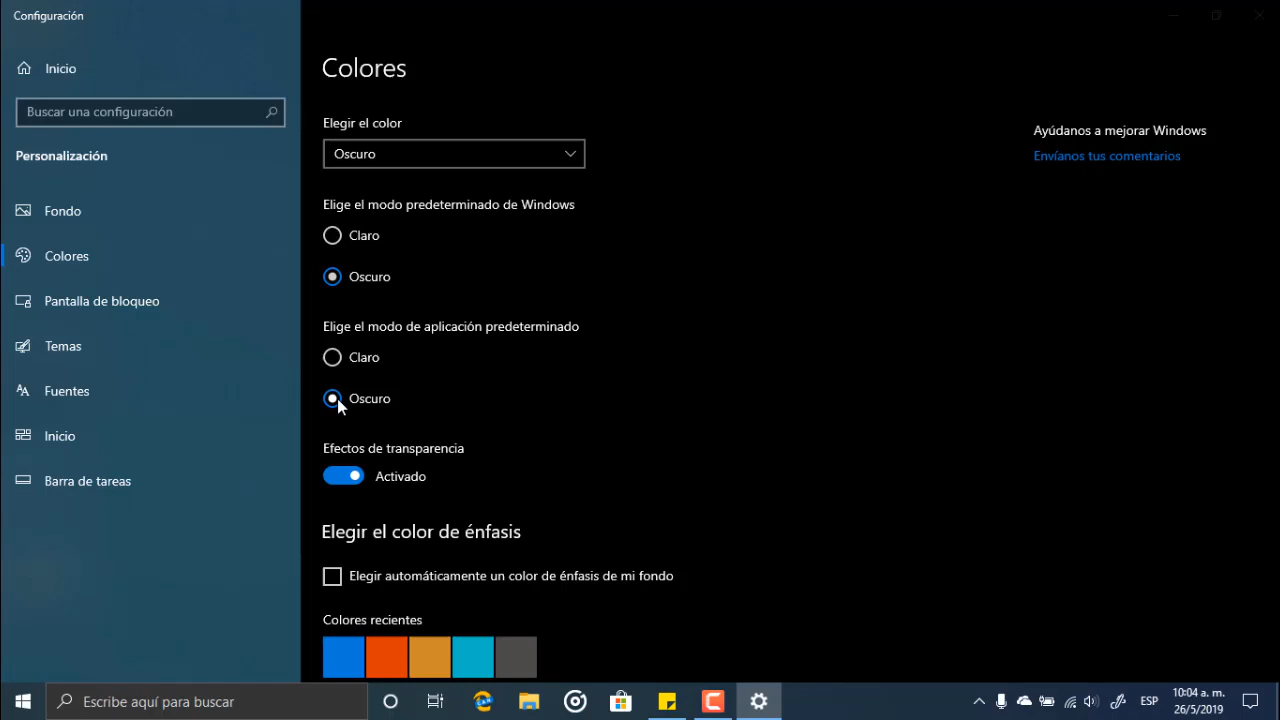 Configuración
Inicio
Buscar una configuración
Personalización
Fondo
Colores
Pantalla de bloqueo
Temas
Fuentes
Inicio
Barra de tareas
Colores
Elegir el color
Oscuro
Elige el modo predeterminado de Windows
Claro
Oscuro
Elige el modo de aplicación predeterminado
Claro
Oscuro
Efectos de transparencia
Activado
Elegir el color de énfasis
Elegir automáticamente un color de énfasis de mi fondo
Colores recientes
Ayúdanos a mejorar Windows
Envíanos tus comentarios
Escribe aquí para buscar
ESP
10:04 a. m.
26/5/2019